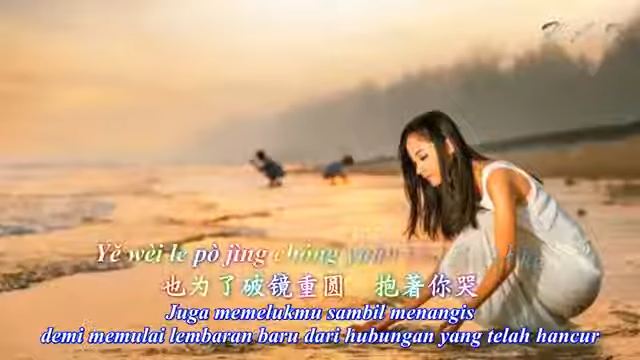 Yě wèi le pò jìng chóng yuán
也为了破镜重圆 抱著你哭
Juga memelukmu sambil menangis
demi memulai lembaran baru dari hubungan yang telah hancur